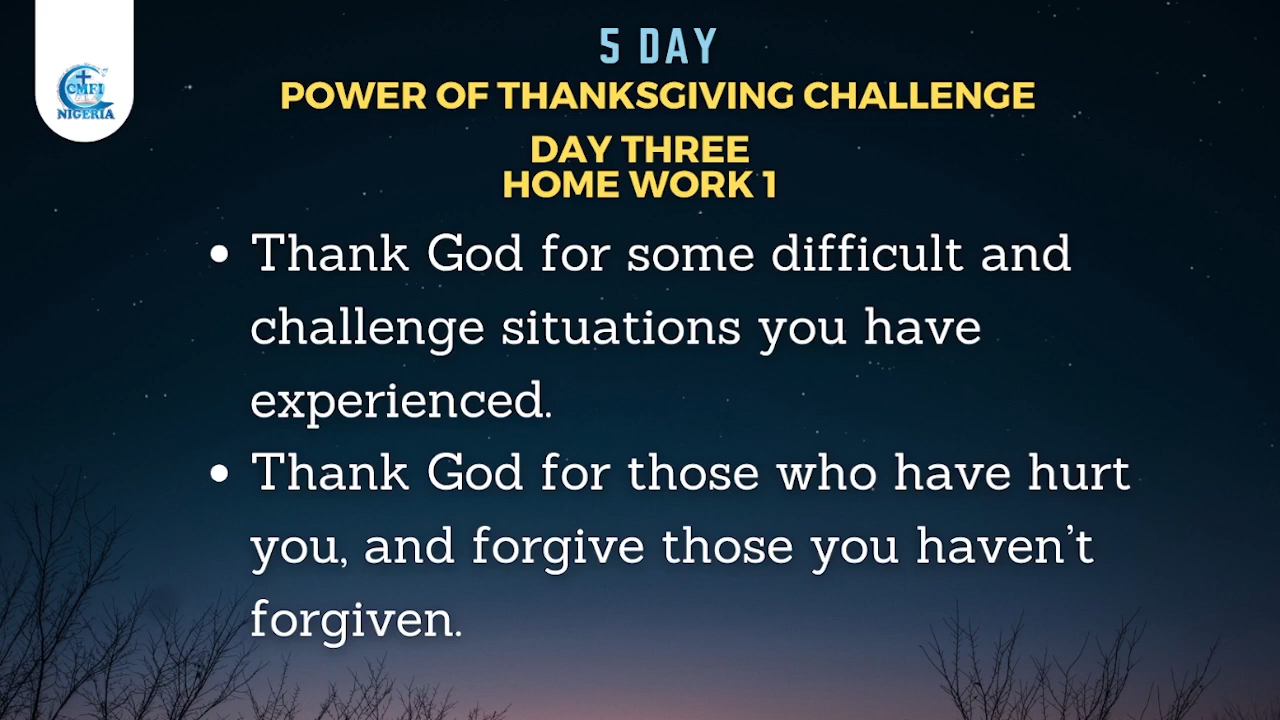 CMFI
NIGERIA
5 DAY
POWER OF THANKSGIVING CHALLENGE
DAY THREE
HOME WORK 1
• Thank God for some difficult and
challenge situations you have
experienced.
• Thank God for those who have hurt
you, and forgive those you haven't
forgiven.